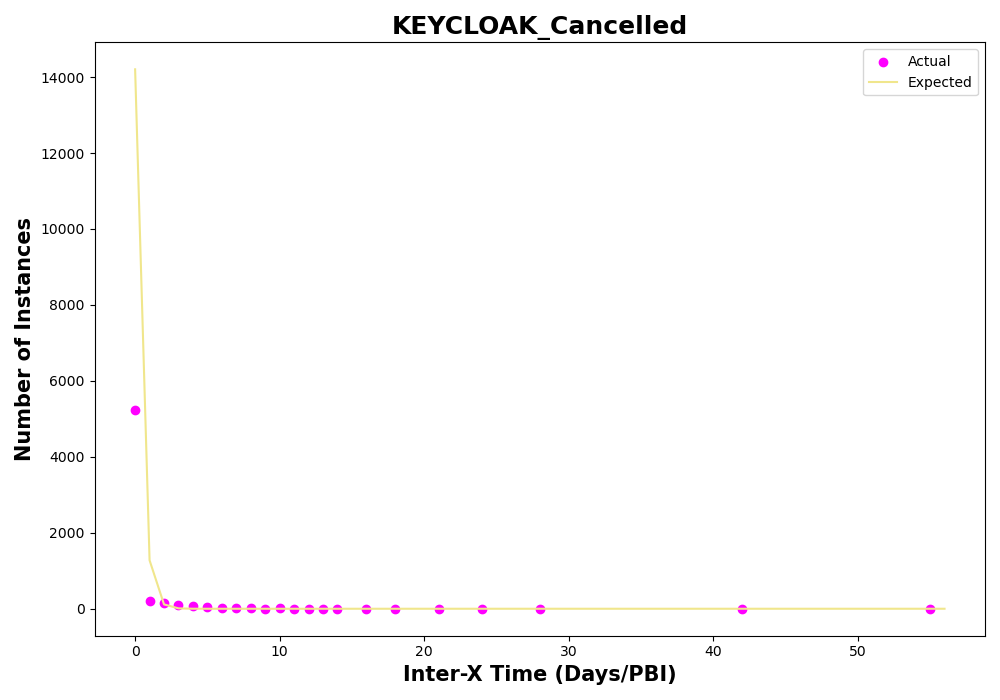 KEYCLOAK_Cancelled
Actual
Expected
Number of Instances
14000
12000
10000
8000
6000
4000
2000
0
0 10 20 30 40 50
Inter-X Time (Days/PBI)